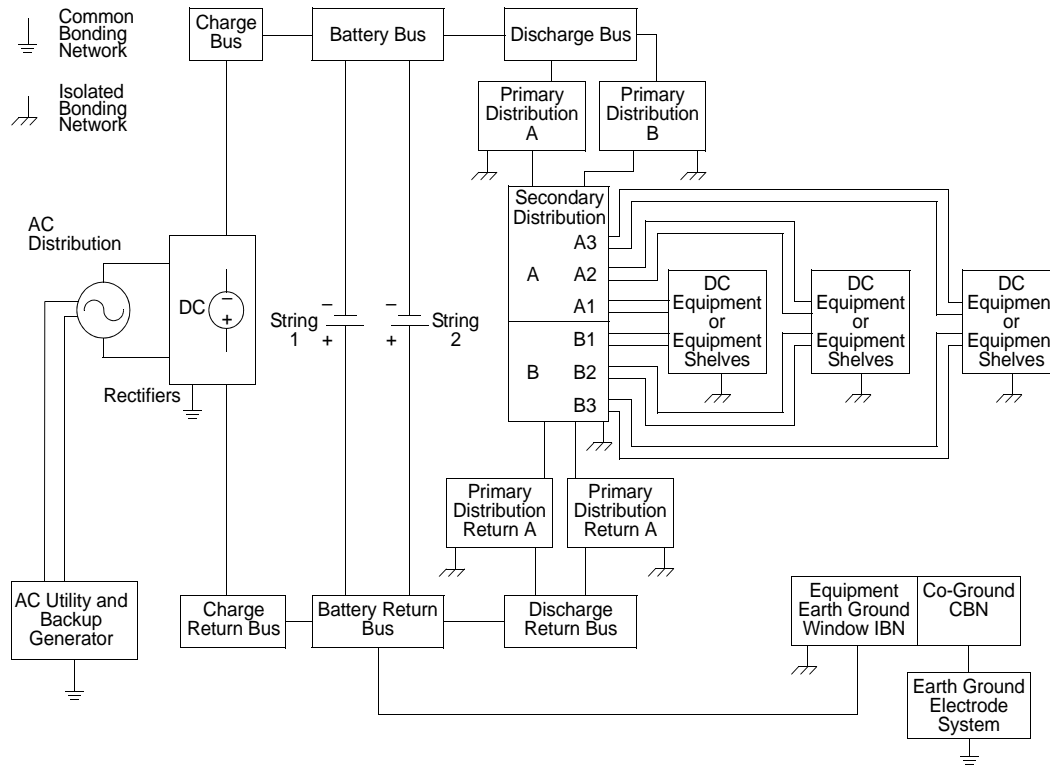 Common
Bonding
Network
Isolated
Bonding
Network
Charge
Bus
Battery Bus
Discharge Bus
Primary
Distribution
A
Primary
Distribution
B
AC
Distribution
DC
−
+
Rectifiers
String
1
−
+
−
+
String
2
Secondary
Distribution
A
A3
A2
A1
B
B1
B2
B3
DC
Equipment
or
Equipment
Shelves
DC
Equipment
or
Equipment
Shelves
DC
Equipment
or
Equipment
Shelves
Primary
Distribution
Return A
Primary
Distribution
Return A
AC Utility and
Backup
Generator
Charge
Return Bus
Battery Return
Bus
Discharge
Return Bus
Equipment
Earth Ground
Window IBN
Co-Ground
CBN
Earth Ground
Electrode
System